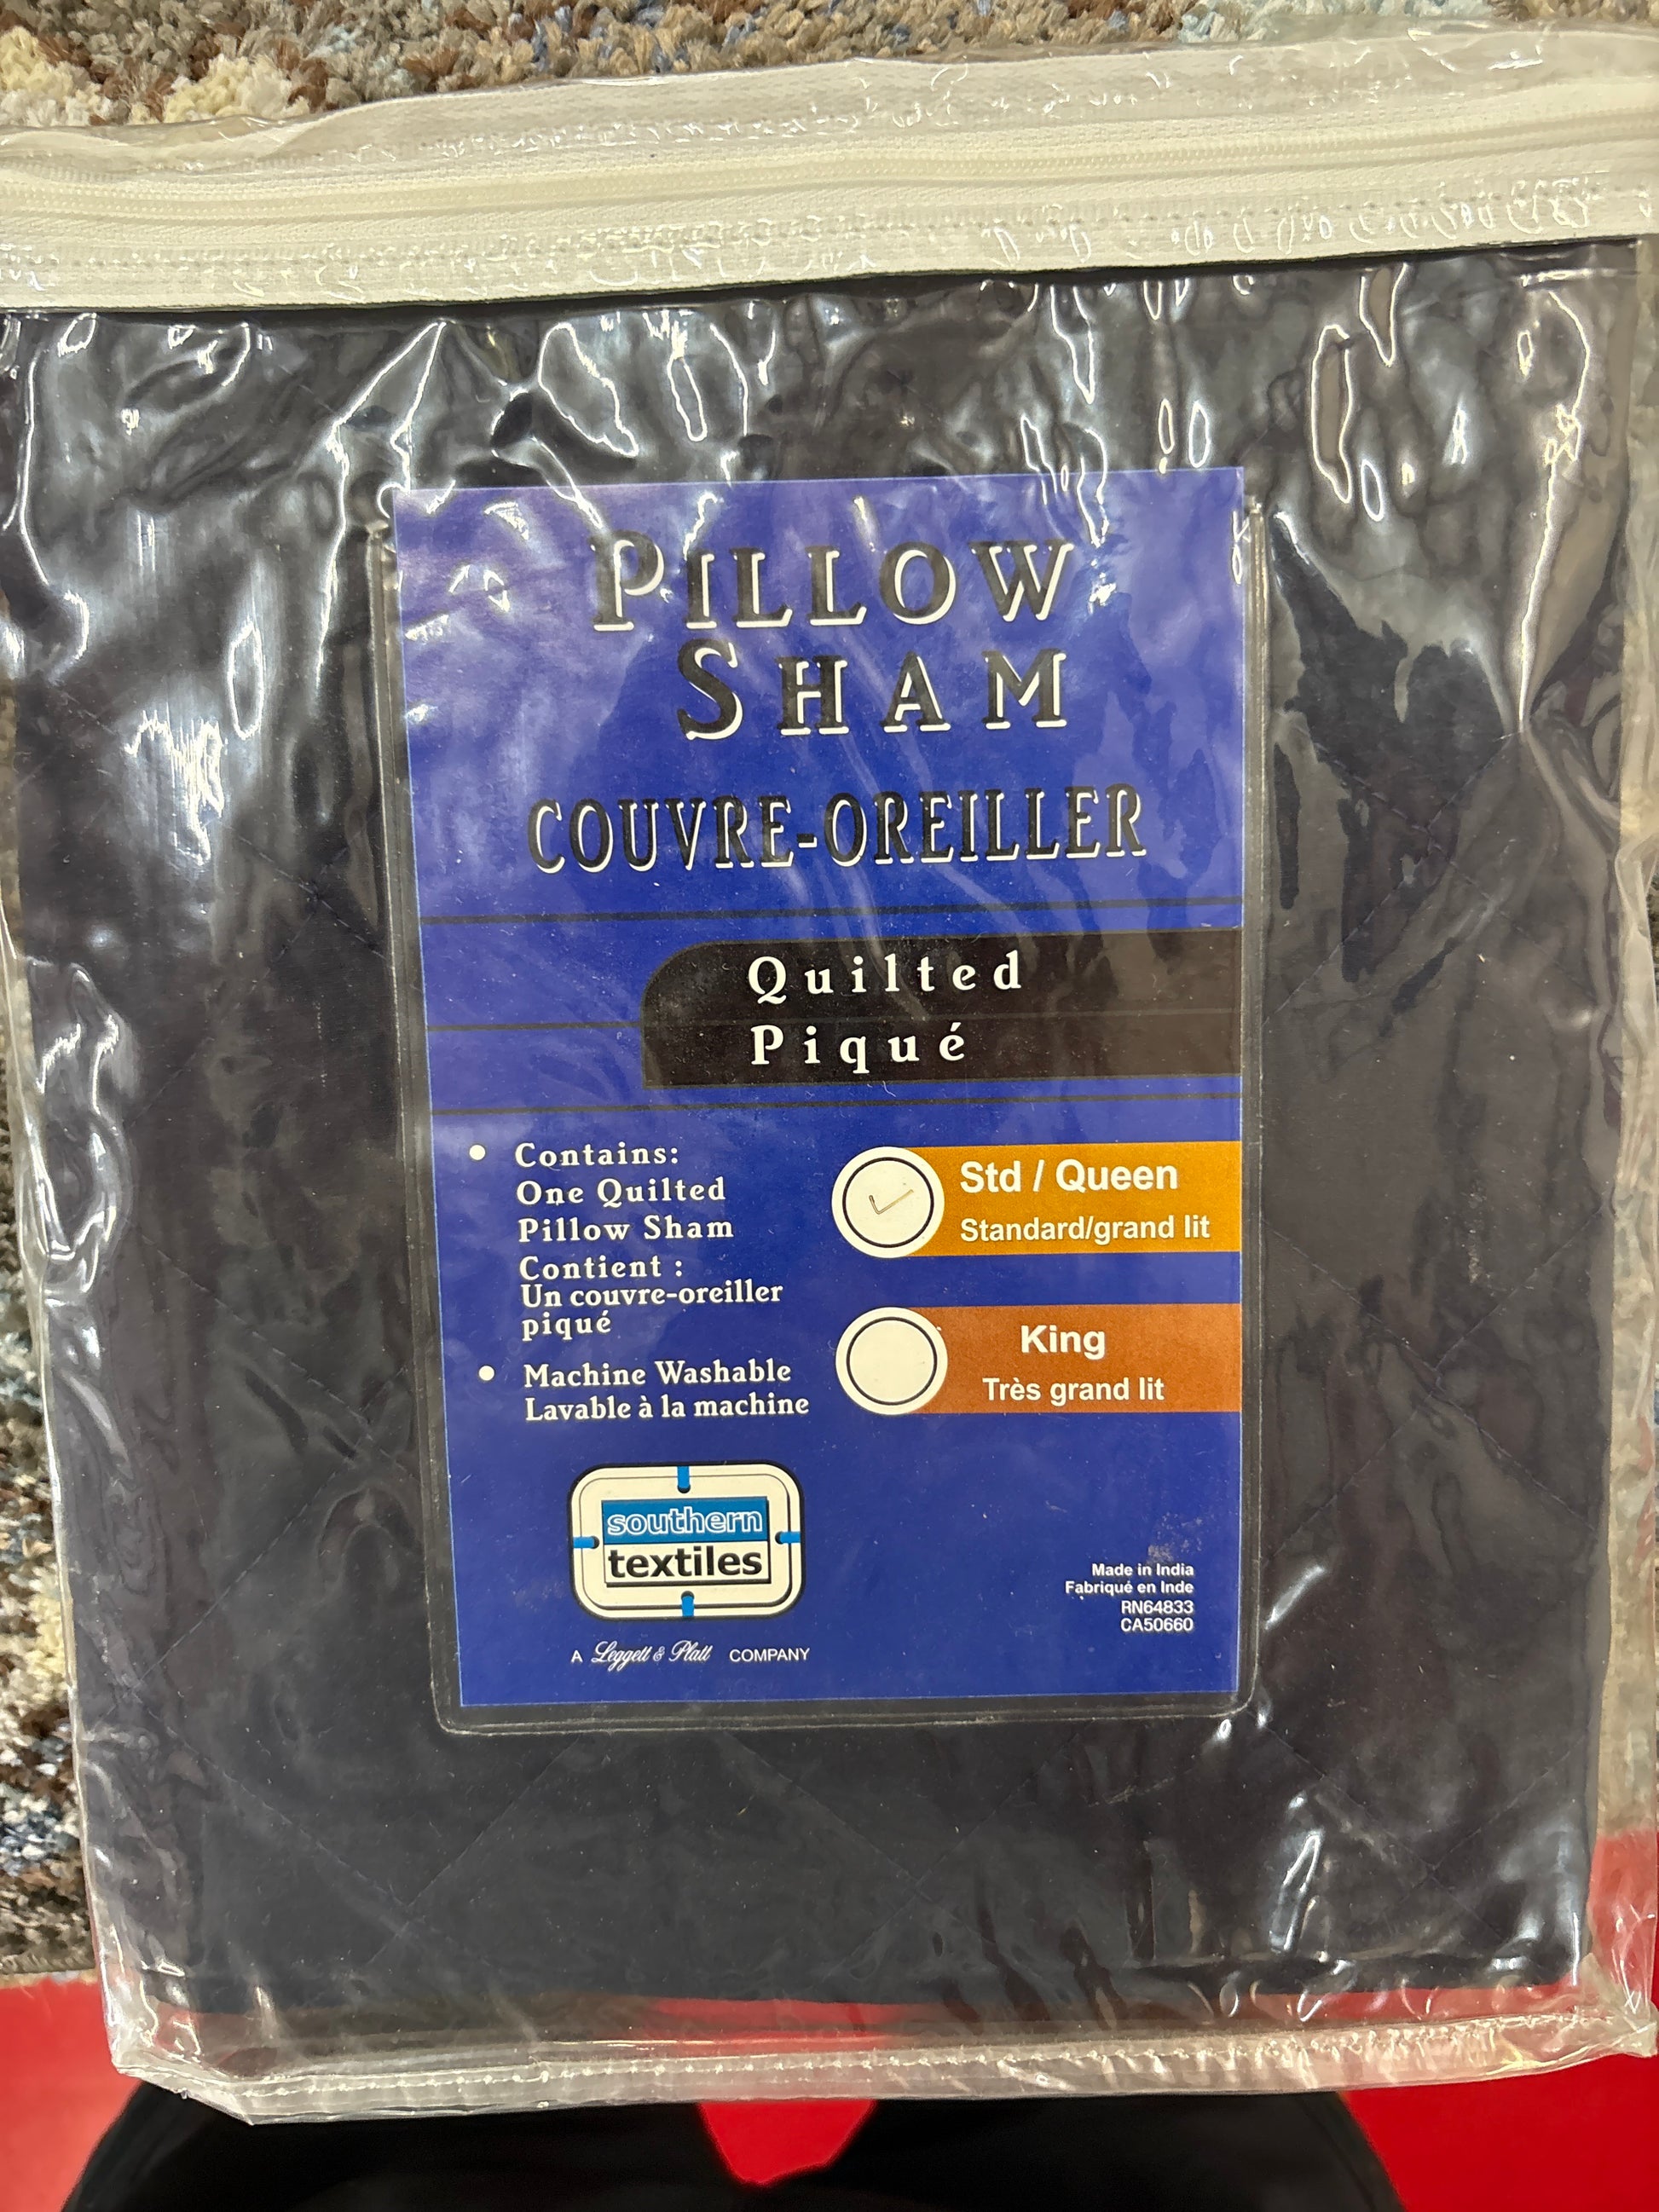 PILLOW
SHAM
COUVRE-OREILLER
Quilted
Piqué
• Contains:
One Quilted
Pillow Sham
Contient :
Un couvre-oreiller
piqué
• Machine Washable
Lavable à la machine
Std / Queen
Standard/grand lit
King
Très grand lit
southern
textiles
A Leggett & Platt COMPANY
Made in India
Fabriqué en Inde
RN64833
CA50660